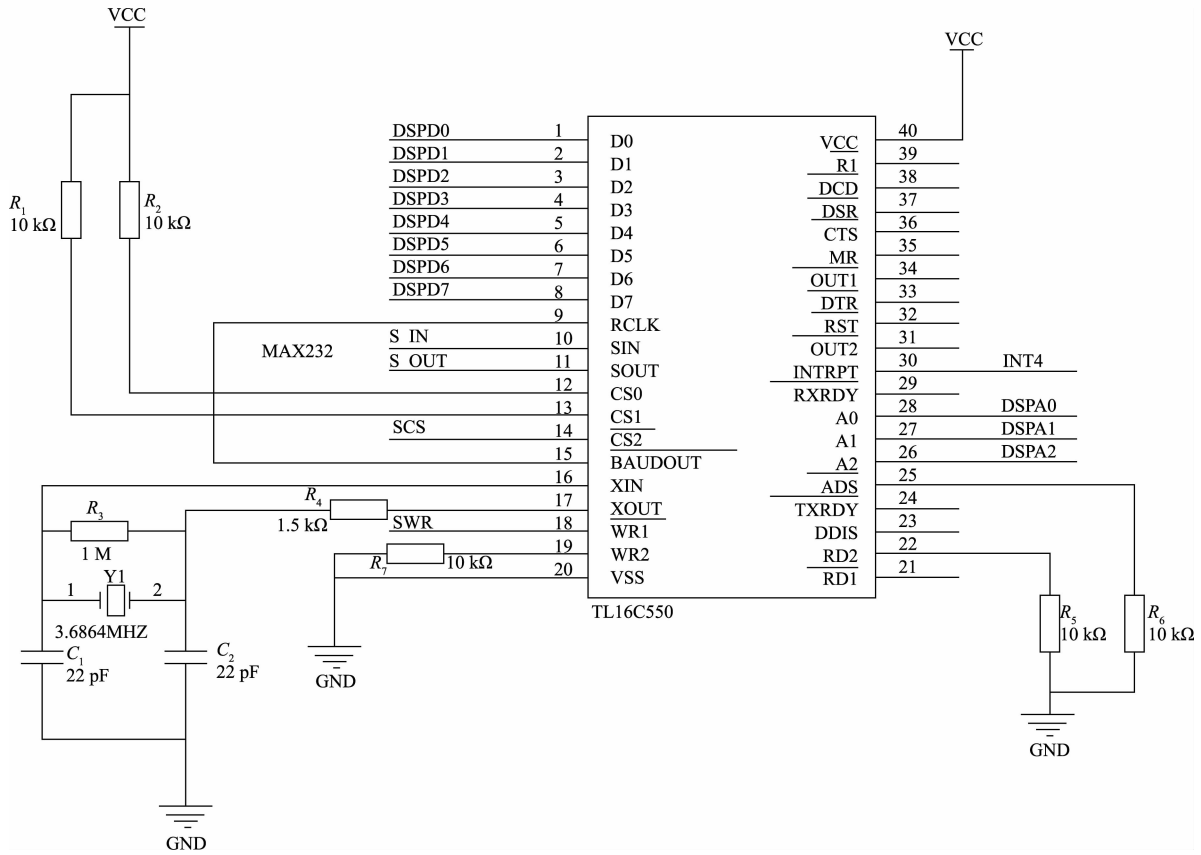 VCC
VCC
R1
10 kΩ
R2
10 kΩ
DSPD0
DSPD1
DSPD2
DSPD3
DSPD4
DSPD5
DSPD6
DSPD7
MAX232
S IN
S OUT
SCS
SWR
1
2
3
4
5
6
7
8
9
10
11
12
13
14
15
16
17
18
19
20
D0
D1
D2
D3
D4
D5
D6
D7
RCLK
SIN
SOUT
CS0
CS1
CS2
BAUDOUT
XIN
XOUT
WR1
WR2
VSS
VCC
R1
DCD
DSR
CTS
MR
OUT1
DTR
RST
OUT2
INTRPT
RXRDY
A0
A1
A2
ADS
TXRDY
DDIS
RD2
RD1
40
39
38
37
36
35
34
33
32
31
30
29
28
27
26
25
24
23
22
21
INT4
DSPA0
DSPA1
DSPA2
R3
1 M
R4
1.5 kΩ
R7
10 kΩ
Y1
1
2
3.6864MHZ
C1
22 pF
C2
22 pF
TL16C550
R5
10 kΩ
R6
10 kΩ
GND
GND
GND